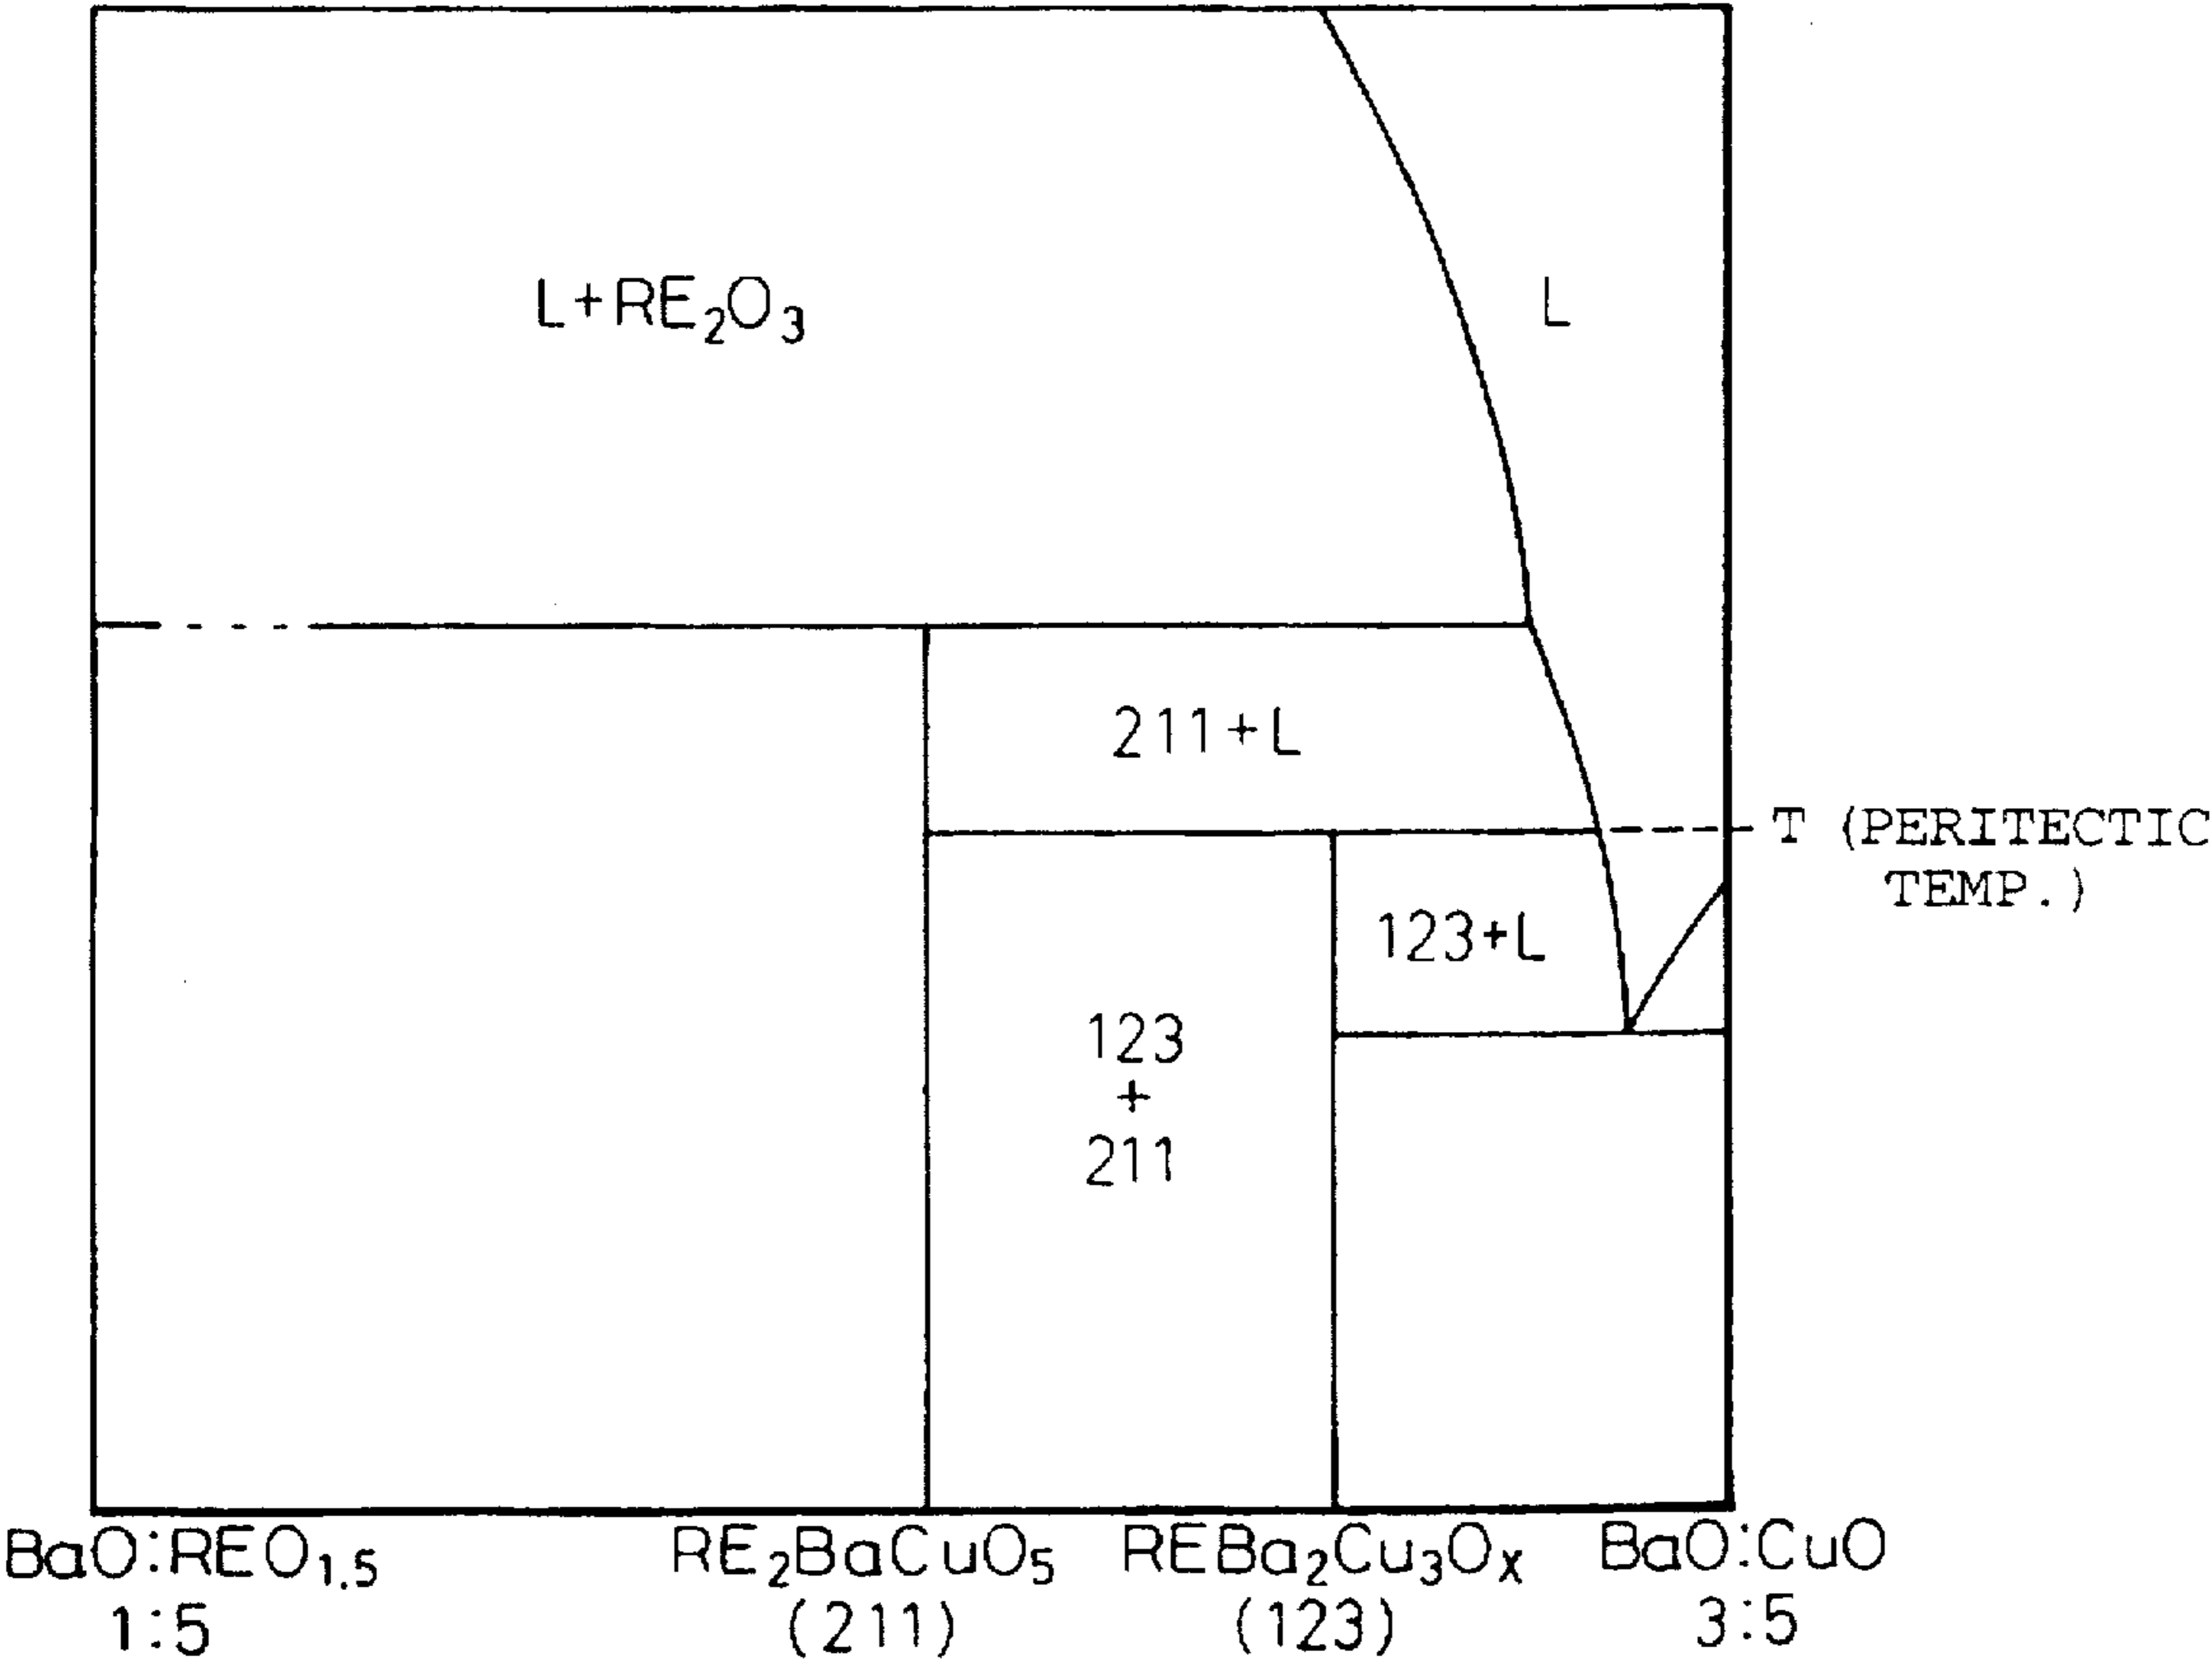 L+RE₂O₃
L
211+L
T (PERITECTIC
TEMP.)
123+L
123
+
211
BaO:REO₁.₅
1:5
RE₂BaCuO₅
(211)
REBa₂Cu₃Oₓ
(123)
BaO:CuO
3:5